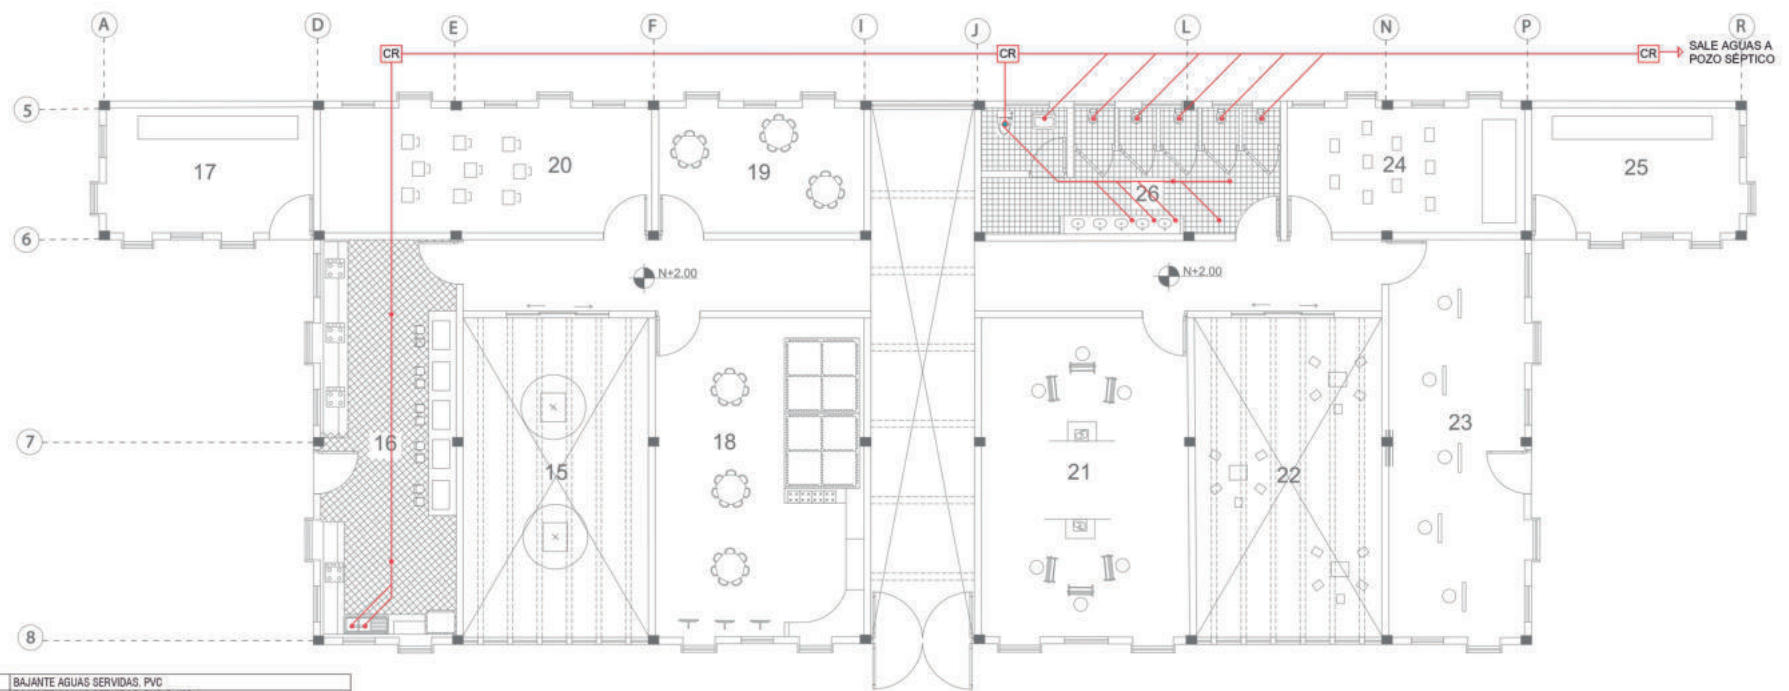 A D E F I J L N P R
CR CR CR SALE AGUAS A
POZO SÉPTICO
5
17 20 19 26 24 25
6
N+2.00 N+2.00
16 15 18 21 22 23
7
8
BAJANTE AGUAS SERVIDAS, PVC